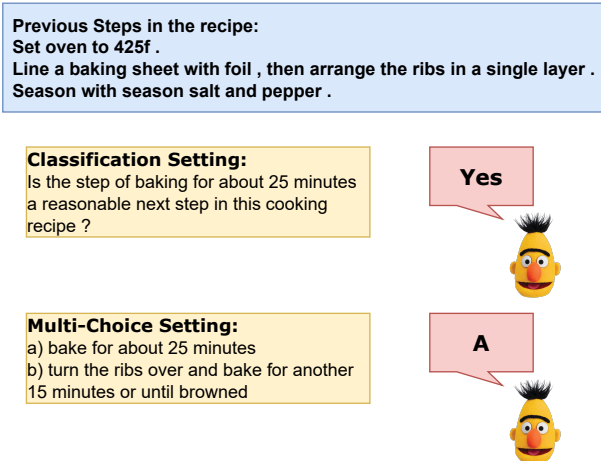 Previous Steps in the recipe:
Set oven to 425f .
Line a baking sheet with foil , then arrange the ribs in a single layer .
Season with season salt and pepper .
Classification Setting:
Is the step of baking for about 25 minutes
a reasonable next step in this cooking
recipe ?
Yes
Multi-Choice Setting:
a) bake for about 25 minutes
b) turn the ribs over and bake for another
15 minutes or until browned
A